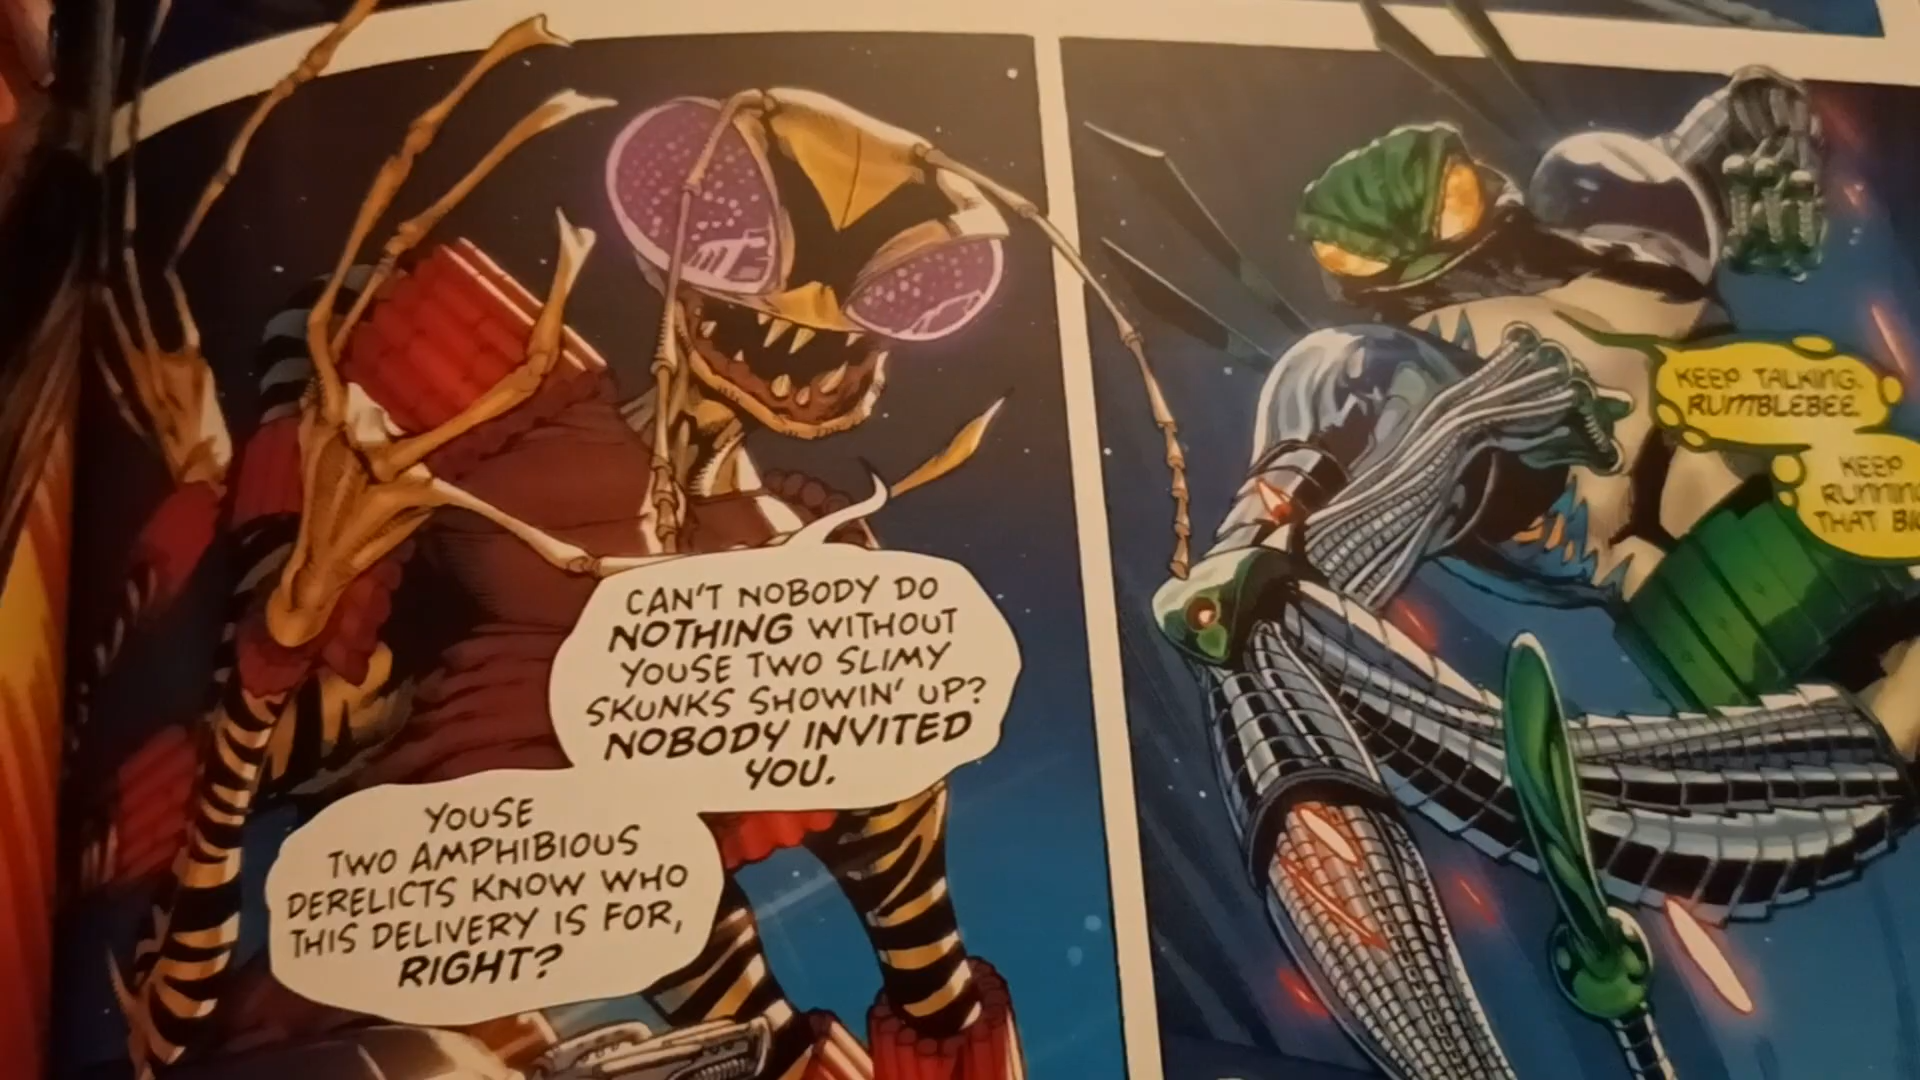 CAN'T NOBODY DO
NOTHING WITHOUT
YOUSE TWO SLIMY
SKUNKS SHOWIN' UP?
NOBODY INVITED
YOU.
YOUSE
TWO AMPHIBIOUS
DERELICTS KNOW WHO
THIS DELIVERY IS FOR,
RIGHT?
KEEP TALKING,
RUMBLEBEE.
KEEP
THAT